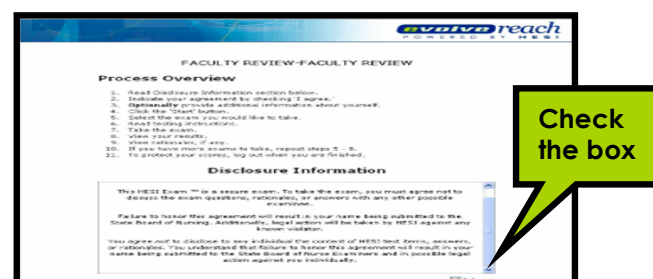 evolve reach
POWERED BY HESI
FACULTY REVIEW-FACULTY REVIEW
Process Overview
1. Read Disclosure Information section below.
2. Indicate your agreement by checking 'I agree.'
3. Optionally provide additional information about yourself.
4. Click the 'Start' button.
5. Select the exam you would like to take.
6. Read testing instructions.
7. Take the exam.
8. View your results.
9. View rationales, if any.
10. If you have more exams to take, repeat steps 5 - 8.
11. To protect your scores, log out when you are finished.
Check
the box
Disclosure Information
This HESI Exam ™ is a secure exam. To take the exam, you must agree not to
discuss the exam questions, rationales, or answers with any other possible
examinee.
Failure to honor this agreement will result in your name being submitted to the
State Board of Nursing. Additionally, legal action will be taken by HESI against any
known violator.
You agree not to disclose to any individual the content of HESI test items, answers,
or rationales. You understand that failure to honor this agreement will result in your
name being submitted to the State Board of Nurse Examiners and in possible legal
action against you individually.